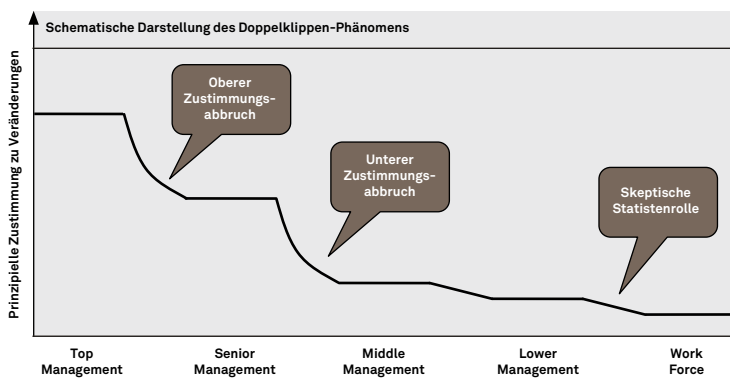 Schematische Darstellung des Doppelklippen-Phänomens
Prinzipielle Zustimmung zu Veränderungen
Oberer
Zustimmungs-
abbruch
Unterer
Zustimmungs-
abbruch
Skeptische
Statistenrolle
Top
Management
Senior
Management
Middle
Management
Lower
Management
Work
Force